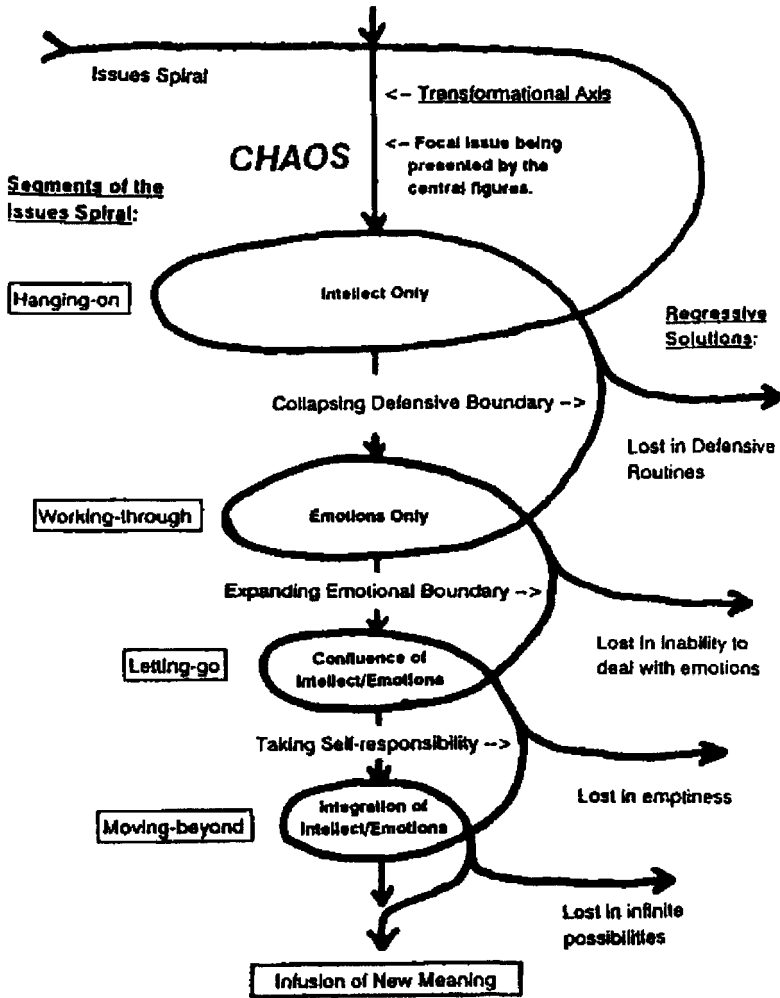 Issues Spiral
<-- Transformational Axis
CHAOS
<-- Focal issue being
presented by the
central figures.
Segments of the
Issues Spiral:
Hanging-on
Intellect Only
Regressive
Solutions:
Collapsing Defensive Boundary -->
Lost in Defensive
Routines
Working-through
Emotions Only
Expanding Emotional Boundary -->
Lost in inability to
deal with emotions
Letting-go
Confluence of
Intellect/Emotions
Taking Self-responsibility -->
Lost in emptiness
Moving-beyond
Integration of
Intellect/Emotions
Lost in infinite
possibilities
Infusion of New Meaning